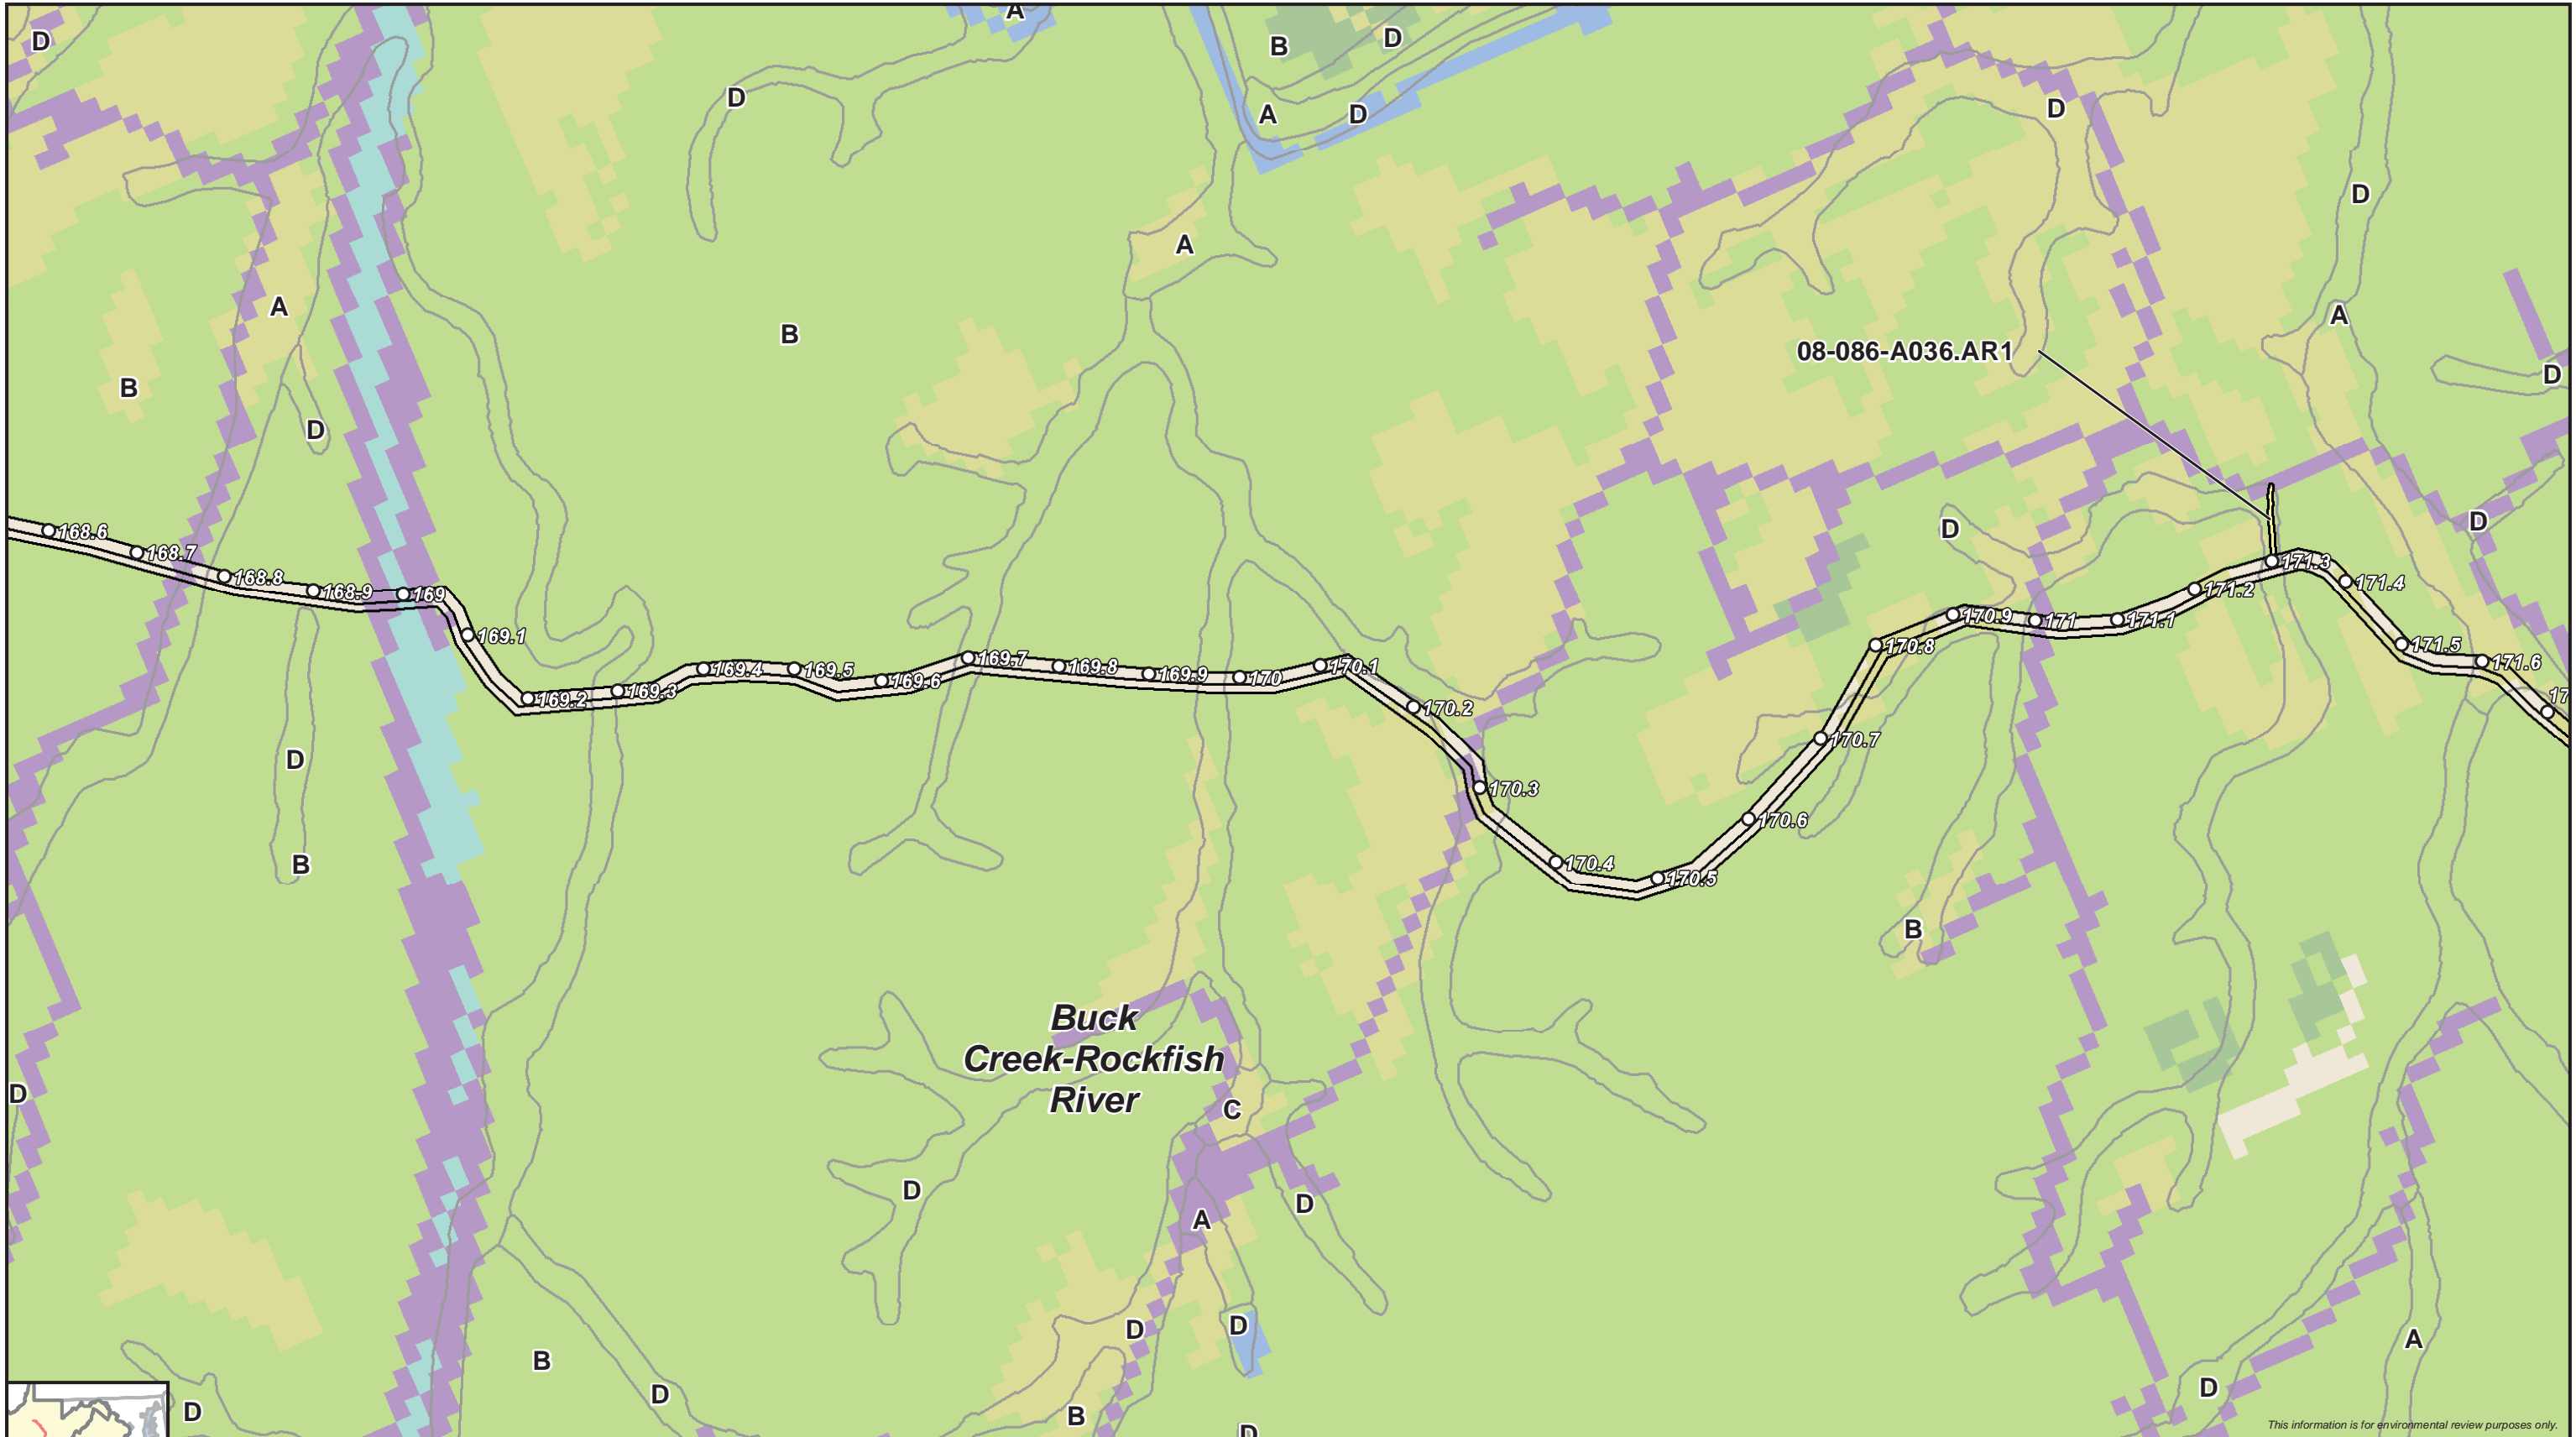 A
D
B
D
D
A
D
D
D
A
A
A
B
08-086-A036.AR1
B
D
D
D
D
168.6
168.7
168.8
168.9
169
169.1
169.2
169.3
169.4
169.5
169.6
169.7
169.8
169.9
170
170.1
170.2
170.3
170.4
170.5
170.6
170.7
170.8
170.9
171
171.1
171.2
171.3
171.4
171.5
171.6
17
D
B
B
Buck
Creek-Rockfish
River
D
C
D
D
A
D
D
A
B
D
D
D
B
D
This information is for environmental review purposes only.